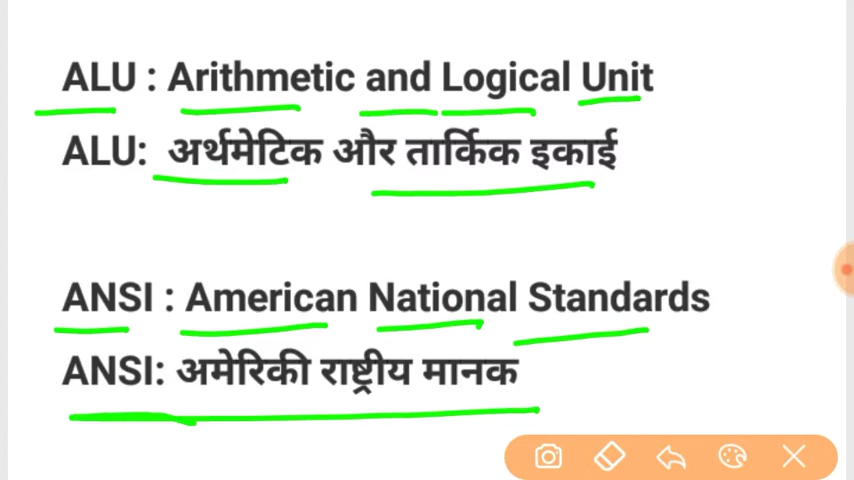 ALU : Arithmetic and Logical Unit
ALU: अर्थमेटिक और तार्किक इकाई
ANSI : American National Standards
ANSI: अमेरिकी राष्ट्रीय मानक